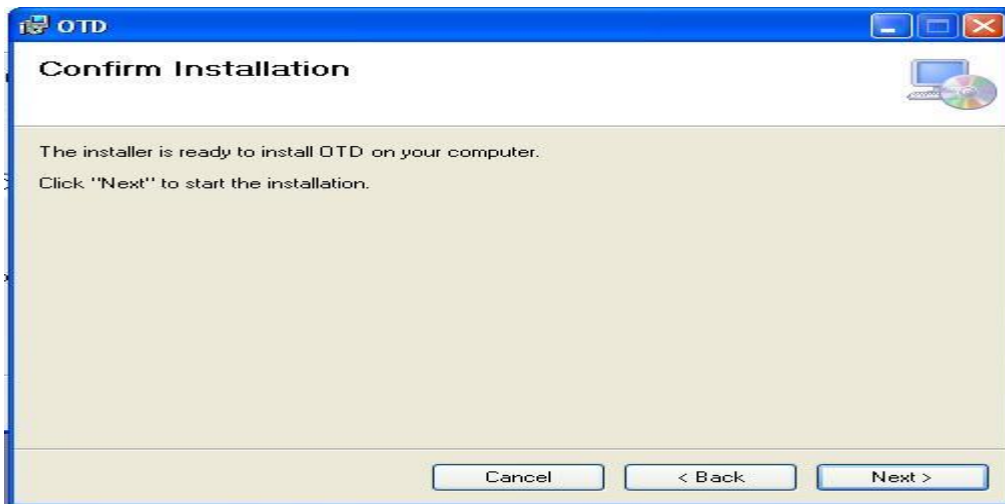 OTD
Confirm Installation
The installer is ready to install OTD on your computer.
Click "Next" to start the installation.
Cancel
< Back
Next >